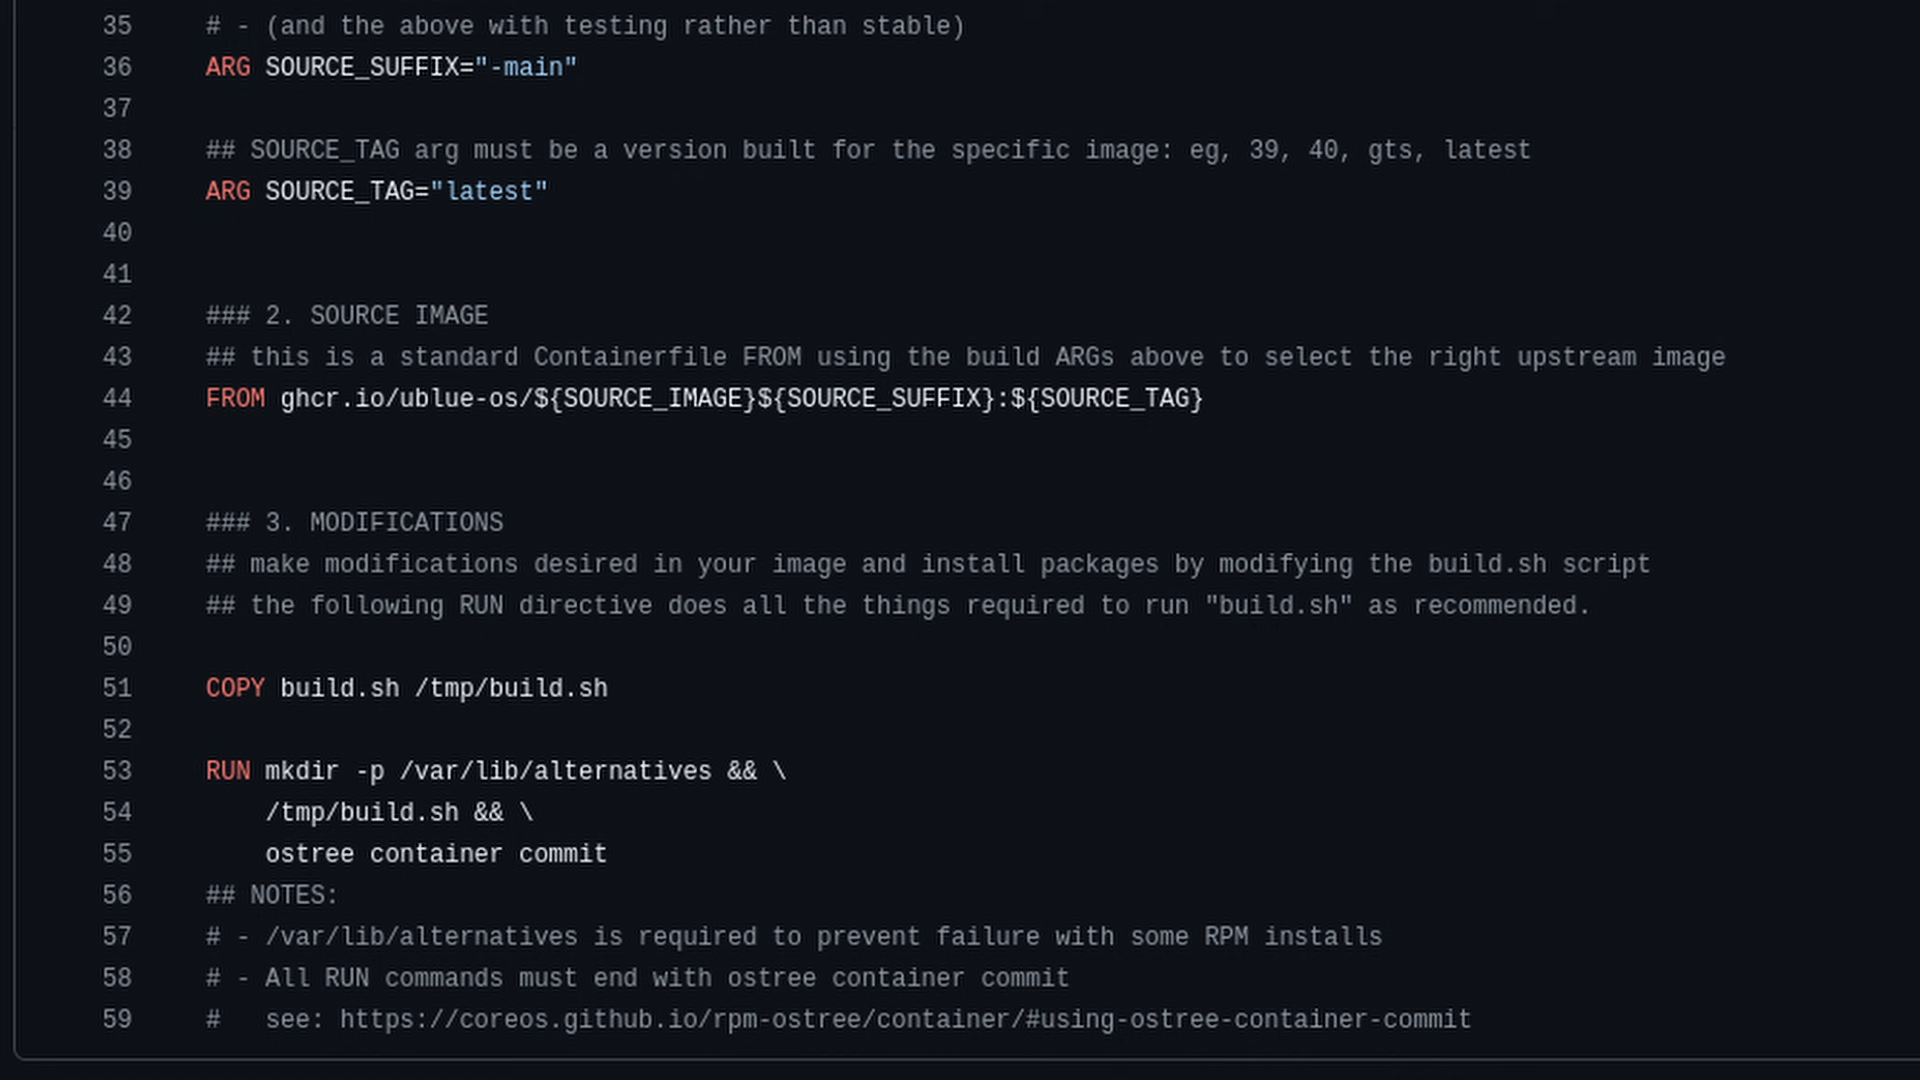 35 # - (and the above with testing rather than stable)
36 ARG SOURCE_SUFFIX="-main"
37
38 ## SOURCE_TAG arg must be a version built for the specific image: eg, 39, 40, gts, latest
39 ARG SOURCE_TAG="latest"
40
41
42 ### 2. SOURCE IMAGE
43 ## this is a standard Containerfile FROM using the build ARGs above to select the right upstream image
44 FROM ghcr.io/ublue-os/${SOURCE_IMAGE}${SOURCE_SUFFIX}:${SOURCE_TAG}
45
46
47 ### 3. MODIFICATIONS
48 ## make modifications desired in your image and install packages by modifying the build.sh script
49 ## the following RUN directive does all the things required to run "build.sh" as recommended.
50
51 COPY build.sh /tmp/build.sh
52
53 RUN mkdir -p /var/lib/alternatives && \
54     /tmp/build.sh && \
55     ostree container commit
56 ## NOTES:
57 # - /var/lib/alternatives is required to prevent failure with some RPM installs
58 # - All RUN commands must end with ostree container commit
59 #   see: https://coreos.github.io/rpm-ostree/container/#using-ostree-container-commit